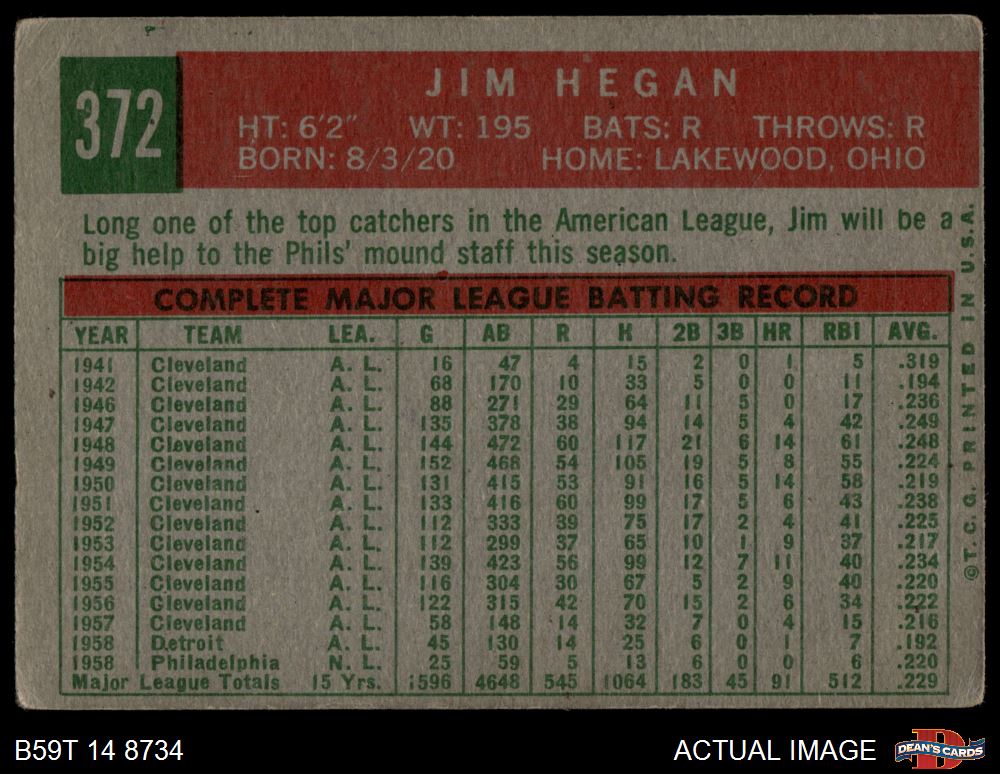 372
JIM HEGAN
HT: 6'2" WT: 195 BATS: R THROWS: R
BORN: 8/3/20 HOME: LAKEWOOD, OHIO
Long one of the top catchers in the American League, Jim will be a
big help to the Phils' mound staff this season.
COMPLETE MAJOR LEAGUE BATTING RECORD
YEAR TEAM LEA. G AB R H 2B 3B HR RBI AVG.
1941 Cleveland A. L. 16 47 4 15 2 0 1 5 .319
1942 Cleveland A. L. 68 170 10 33 5 0 0 11 .194
1946 Cleveland A. L. 88 271 29 64 11 5 0 17 .236
1947 Cleveland A. L. 135 378 38 94 14 5 4 42 .249
1948 Cleveland A. L. 144 472 60 117 21 6 14 61 .248
1949 Cleveland A. L. 152 468 54 105 19 5 8 55 .224
1950 Cleveland A. L. 131 415 53 91 16 5 14 58 .219
1951 Cleveland A. L. 133 416 60 99 17 5 6 43 .238
1952 Cleveland A. L. 112 333 39 75 17 2 4 41 .225
1953 Cleveland A. L. 112 299 37 65 10 1 9 37 .217
1954 Cleveland A. L. 139 423 56 99 12 7 11 40 .234
1955 Cleveland A. L. 116 304 30 67 5 2 9 40 .220
1956 Cleveland A. L. 122 315 42 70 15 2 6 34 .222
1957 Cleveland A. L. 58 148 14 32 7 0 4 15 .216
1958 Detroit A. L. 45 130 14 25 6 0 1 7 .192
1958 Philadelphia N. L. 25 59 5 13 6 0 0 6 .220
Major League Totals 15 Yrs. 1596 4648 545 1064 183 45 91 512 .229
©T.C.G. PRINTED IN U.S.A.
B59T 14 8734
ACTUAL IMAGE
DEAN'S CARDS